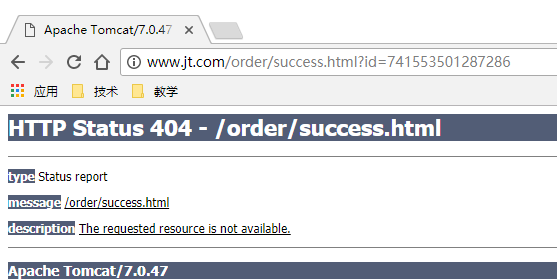 Apache Tomcat/7.0.47
www.jt.com/order/success.html?id=741553501287286
应用 技术 教学
HTTP Status 404 - /order/success.html
type Status report
message /order/success.html
description The requested resource is not available.
Apache Tomcat/7.0.47